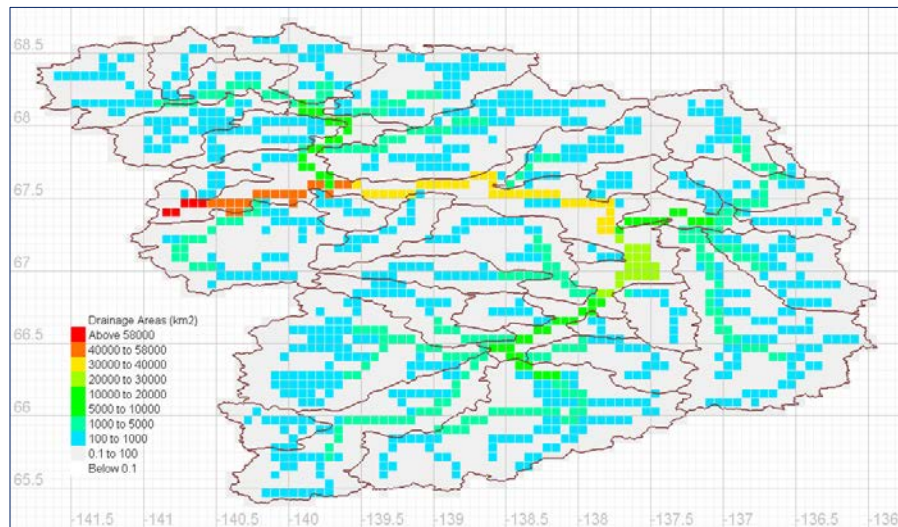 68.5
68
67.5
67
66.5
66
65.5
Drainage Areas (km2)
Above 58000
40000 to 58000
30000 to 40000
20000 to 30000
10000 to 20000
5000 to 10000
1000 to 5000
100 to 1000
0.1 to 100
Below 0.1
-141.5 -141 -140.5 -140 -139.5 -139 -138.5 -138 -137.5 -137 -136.5 -136